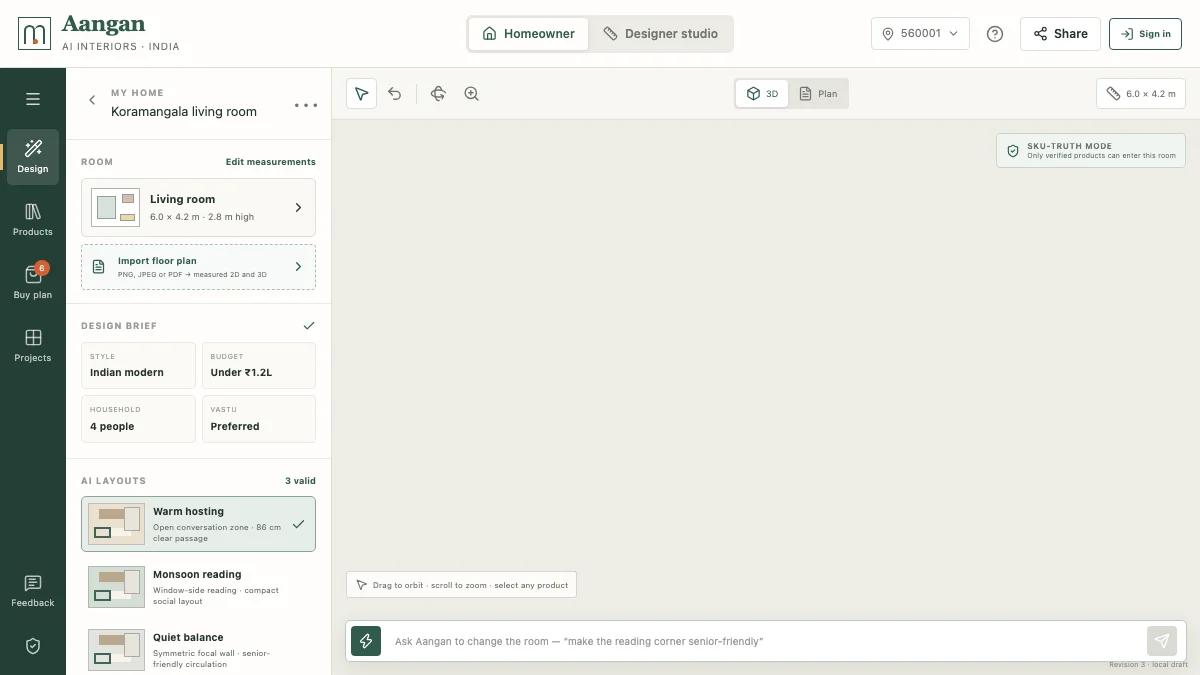 Aangan
AI INTERIORS · INDIA
Homeowner
Designer studio
560001
Share
Sign in
Design
Products
6
Buy plan
Projects
Feedback
MY HOME
Koramangala living room
ROOM
Edit measurements
Living room
6.0 × 4.2 m · 2.8 m high
Import floor plan
PNG, JPEG or PDF → measured 2D and 3D
DESIGN BRIEF
STYLE
Indian modern
BUDGET
Under ₹1.2L
HOUSEHOLD
4 people
VASTU
Preferred
AI LAYOUTS
3 valid
Warm hosting
Open conversation zone · 86 cm
clear passage
Monsoon reading
Window-side reading · compact
social layout
Quiet balance
Symmetric focal wall · senior-
friendly circulation
3D
Plan
6.0 × 4.2 m
SKU-TRUTH MODE
Only verified products can enter this room
Drag to orbit · scroll to zoom · select any product
Ask Aangan to change the room — “make the reading corner senior-friendly”
Revision 3 · local draft